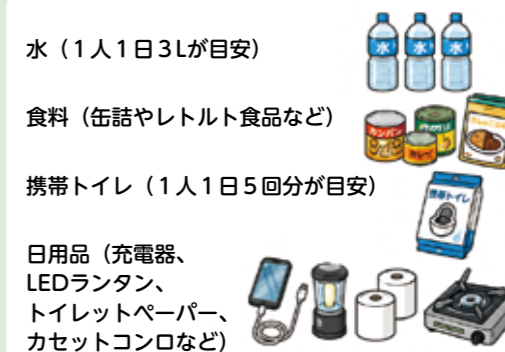 水（１人１日３Lが目安）
水 水 水
食料（缶詰やレトルト食品など）
カンパン
携帯トイレ（１人１日５回分が目安）
携帯トイレ
日用品（充電器、
LEDランタン、
トイレットペーパー、
カセットコンロなど）